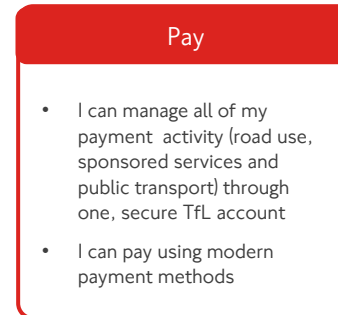 Pay
• I can manage all of my
payment activity (road use,
sponsored services and
public transport) through
one, secure TfL account
• I can pay using modern
payment methods